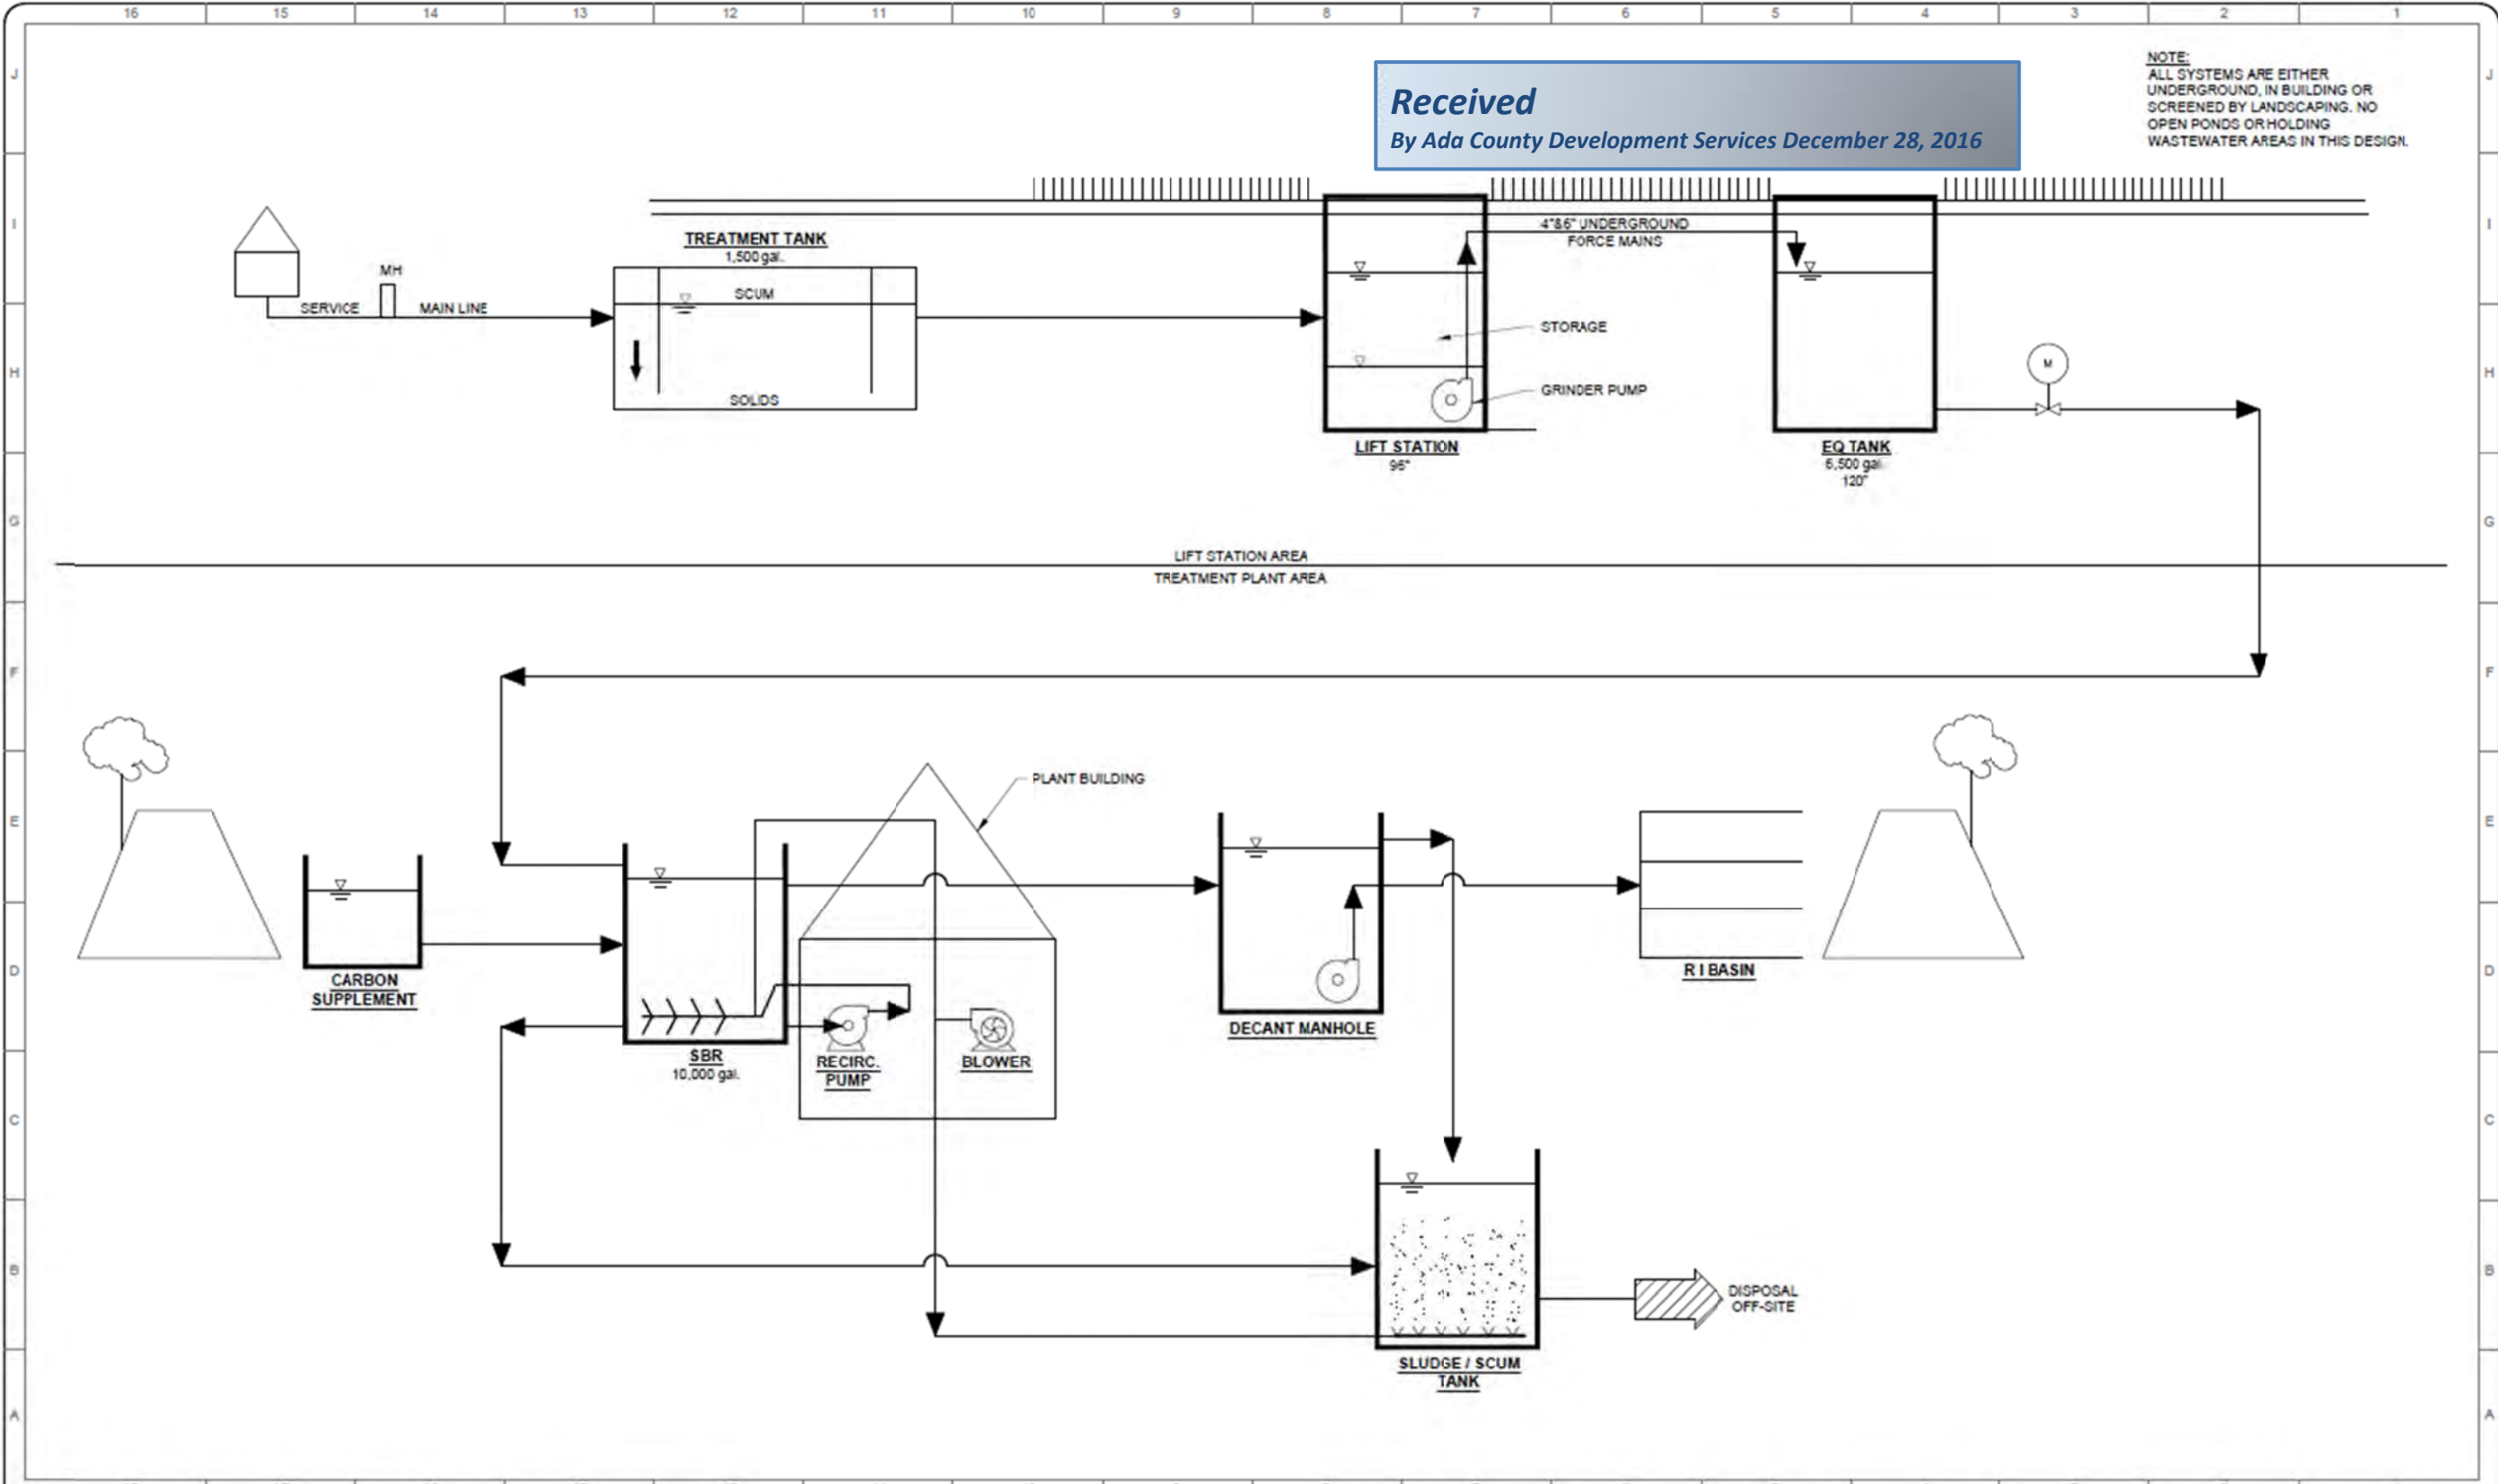 16 15 14 13 12 11 10 9 8 7 6 5 4 3 2 1
J
J
NOTE:
ALL SYSTEMS ARE EITHER
UNDERGROUND, IN BUILDING OR
SCREENED BY LANDSCAPING. NO
OPEN PONDS OR HOLDING
WASTEWATER AREAS IN THIS DESIGN.
Received
By Ada County Development Services December 28, 2016
I
I
TREATMENT TANK
1,500 gal.
SCUM
SOLIDS
MH
SERVICE
MAIN LINE
4"&6" UNDERGROUND
FORCE MAINS
STORAGE
GRINDER PUMP
LIFT STATION
96"
EQ TANK
6,500 gal.
120"
M
H
H
G
G
LIFT STATION AREA
TREATMENT PLANT AREA
F
F
PLANT BUILDING
E
E
CARBON
SUPPLEMENT
SBR
10,000 gal.
RECIRC.
PUMP
BLOWER
DECANT MANHOLE
R I BASIN
D
D
C
C
B
B
DISPOSAL
OFF-SITE
SLUDGE / SCUM
TANK
A
A